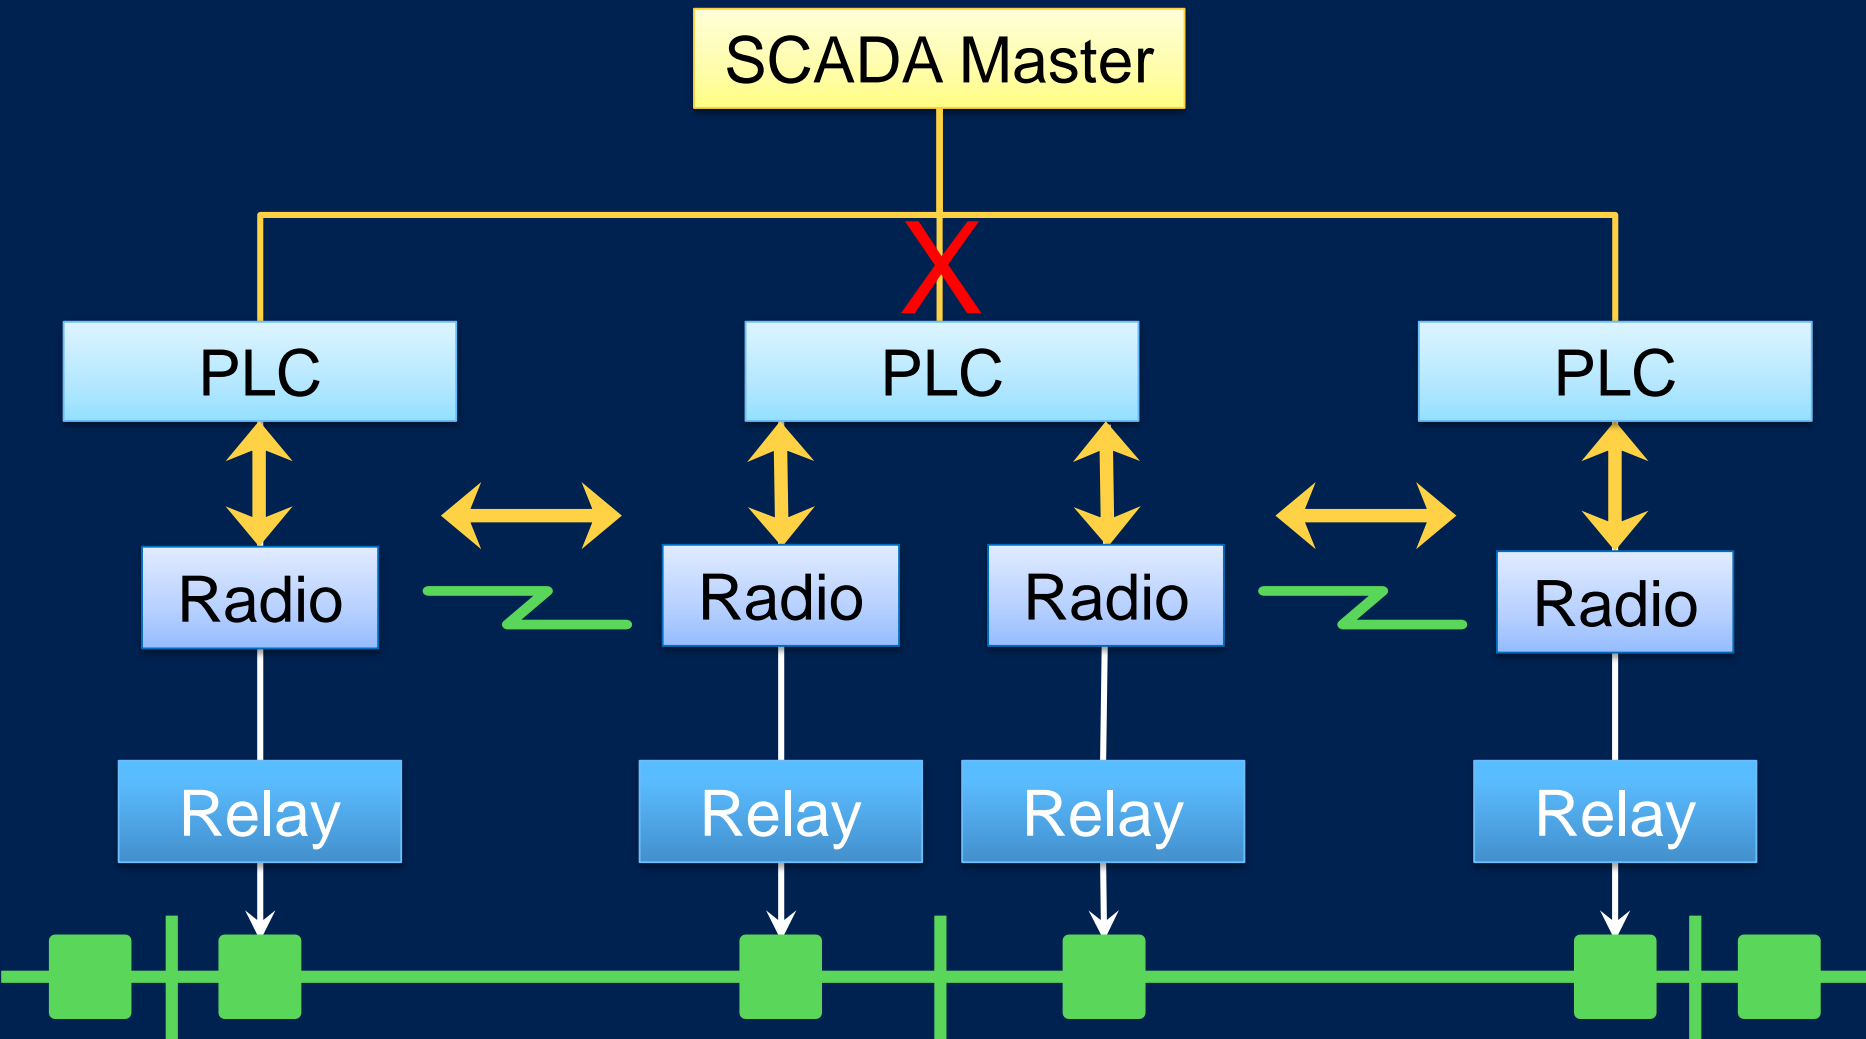 SCADA Master
X
PLC
PLC
PLC
Radio
Radio
Radio
Radio
Relay
Relay
Relay
Relay